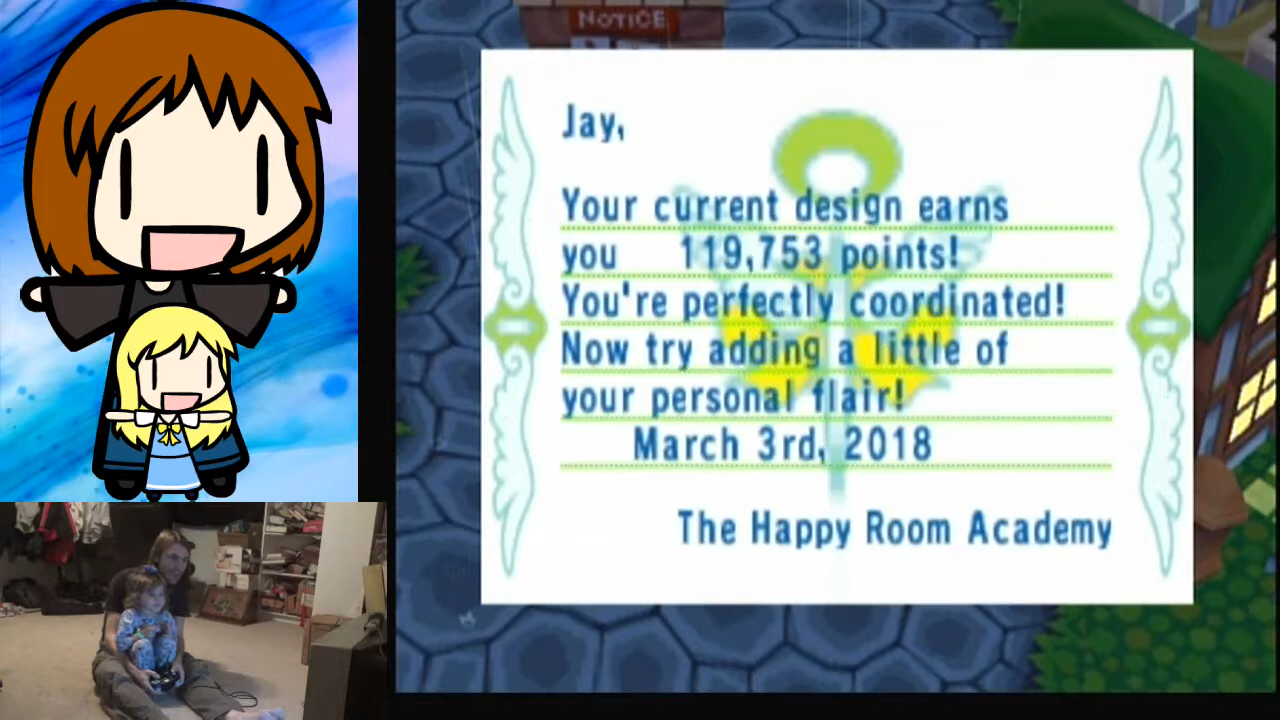 NOTICE
Jay,
Your current design earns
you 119,753 points!
You're perfectly coordinated!
Now try adding a little of
your personal flair!
March 3rd, 2018
The Happy Room Academy